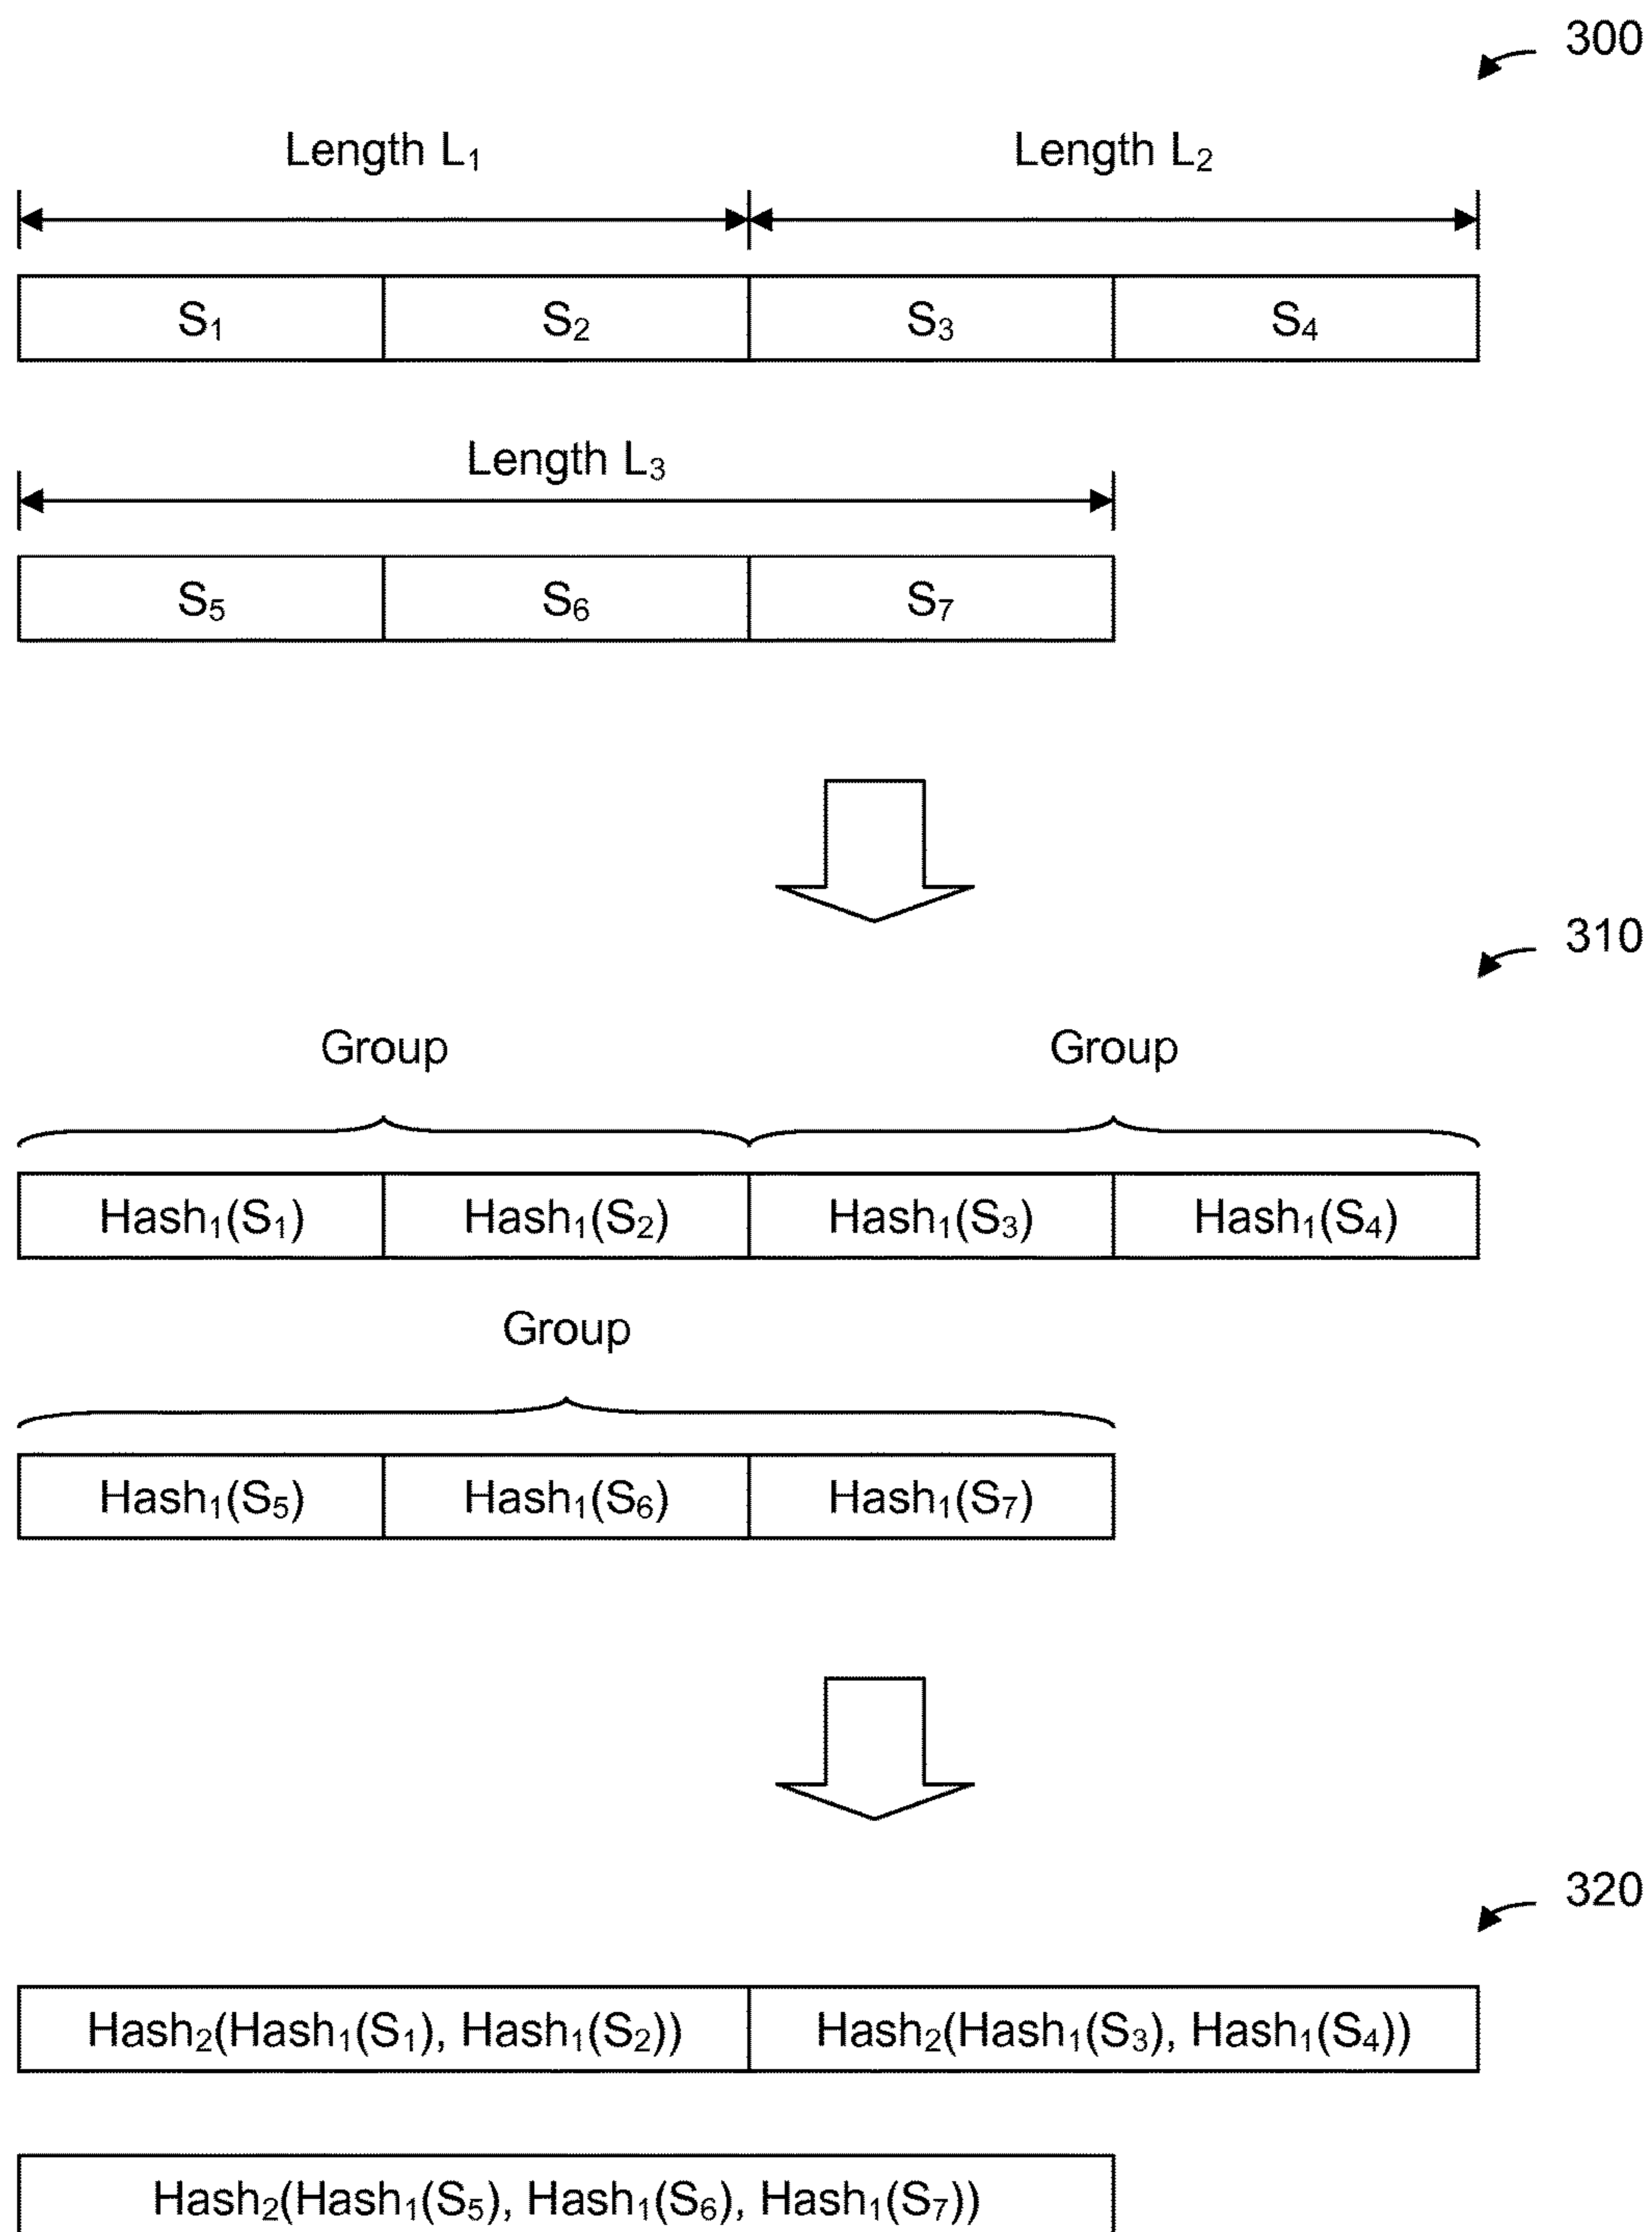 300
Length L₁ Length L₂
S₁ S₂ S₃ S₄
Length L₃
S₅ S₆ S₇
310
Group Group
Hash₁(S₁) Hash₁(S₂) Hash₁(S₃) Hash₁(S₄)
Group
Hash₁(S₅) Hash₁(S₆) Hash₁(S₇)
320
Hash₂(Hash₁(S₁), Hash₁(S₂)) Hash₂(Hash₁(S₃), Hash₁(S₄))
Hash₂(Hash₁(S₅), Hash₁(S₆), Hash₁(S₇))